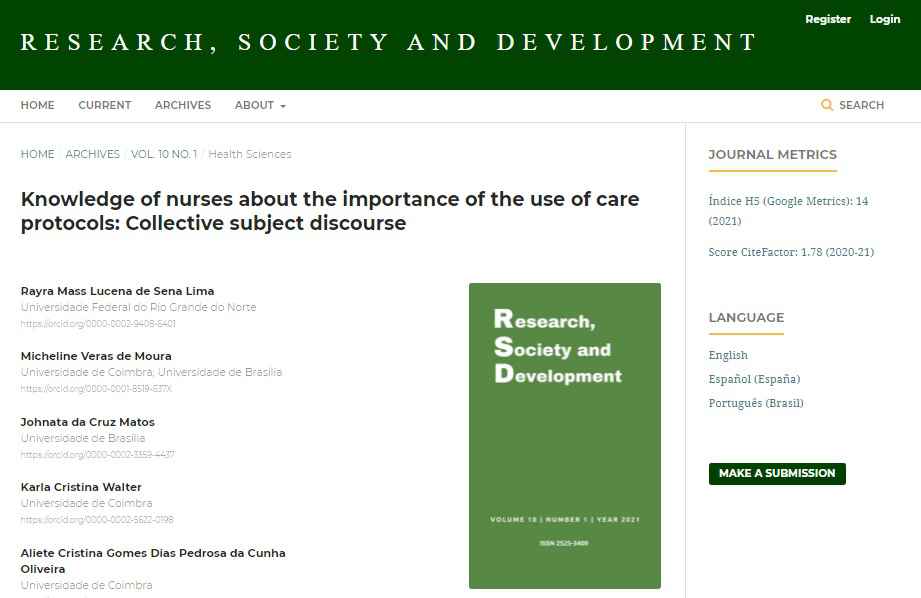 Register Login
RESEARCH, SOCIETY AND DEVELOPMENT
HOME CURRENT ARCHIVES ABOUT
SEARCH
HOME / ARCHIVES / VOL. 10 NO. 1 / Health Sciences
Knowledge of nurses about the importance of the use of care
protocols: Collective subject discourse
Rayra Mass Lucena de Sena Lima
Universidade Federal do Rio Grande do Norte
https://orcid.org/0000-0002-9408-6401
Micheline Veras de Moura
Universidade de Coimbra; Universidade de Brasília
https://orcid.org/0000-0001-8519-637X
Johnata da Cruz Matos
Universidade de Brasília
https://orcid.org/0000-0002-3359-4437
Karla Cristina Walter
Universidade de Coimbra
https://orcid.org/0000-0002-5622-0198
Aliete Cristina Gomes Dias Pedrosa da Cunha
Oliveira
Universidade de Coimbra
Research,
Society and
Development
VOLUME 10 | NUMBER 1 | YEAR 2021
ISSN 2525-3409
JOURNAL METRICS
Índice H5 (Google Metrics): 14
(2021)
Score CiteFactor: 1.78 (2020-21)
LANGUAGE
English
Español (España)
Português (Brasil)
MAKE A SUBMISSION